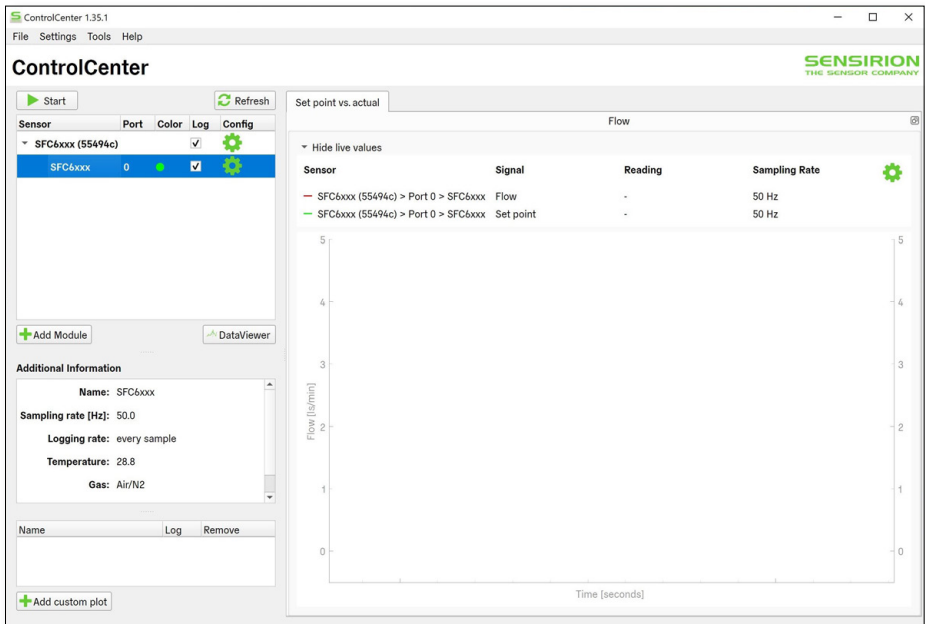 ControlCenter 1.35.1
File Settings Tools Help
ControlCenter
SENSIRION
THE SENSOR COMPANY
Start
Refresh
Sensor Port Color Log Config
SFC6xxx (55494c)
SFC6xxx 0
Add Module
DataViewer
Additional Information
Name: SFC6xxx
Sampling rate [Hz]: 50.0
Logging rate: every sample
Temperature: 28.8
Gas: Air/N2
Name Log Remove
Add custom plot
Set point vs. actual
Flow
Hide live values
Sensor Signal Reading Sampling Rate
SFC6xxx (55494c) > Port 0 > SFC6xxx Flow - 50 Hz
SFC6xxx (55494c) > Port 0 > SFC6xxx Set point - 50 Hz
5 5
4 4
3 3
2 2
1 1
0 0
Flow [ls/min]
Time [seconds]